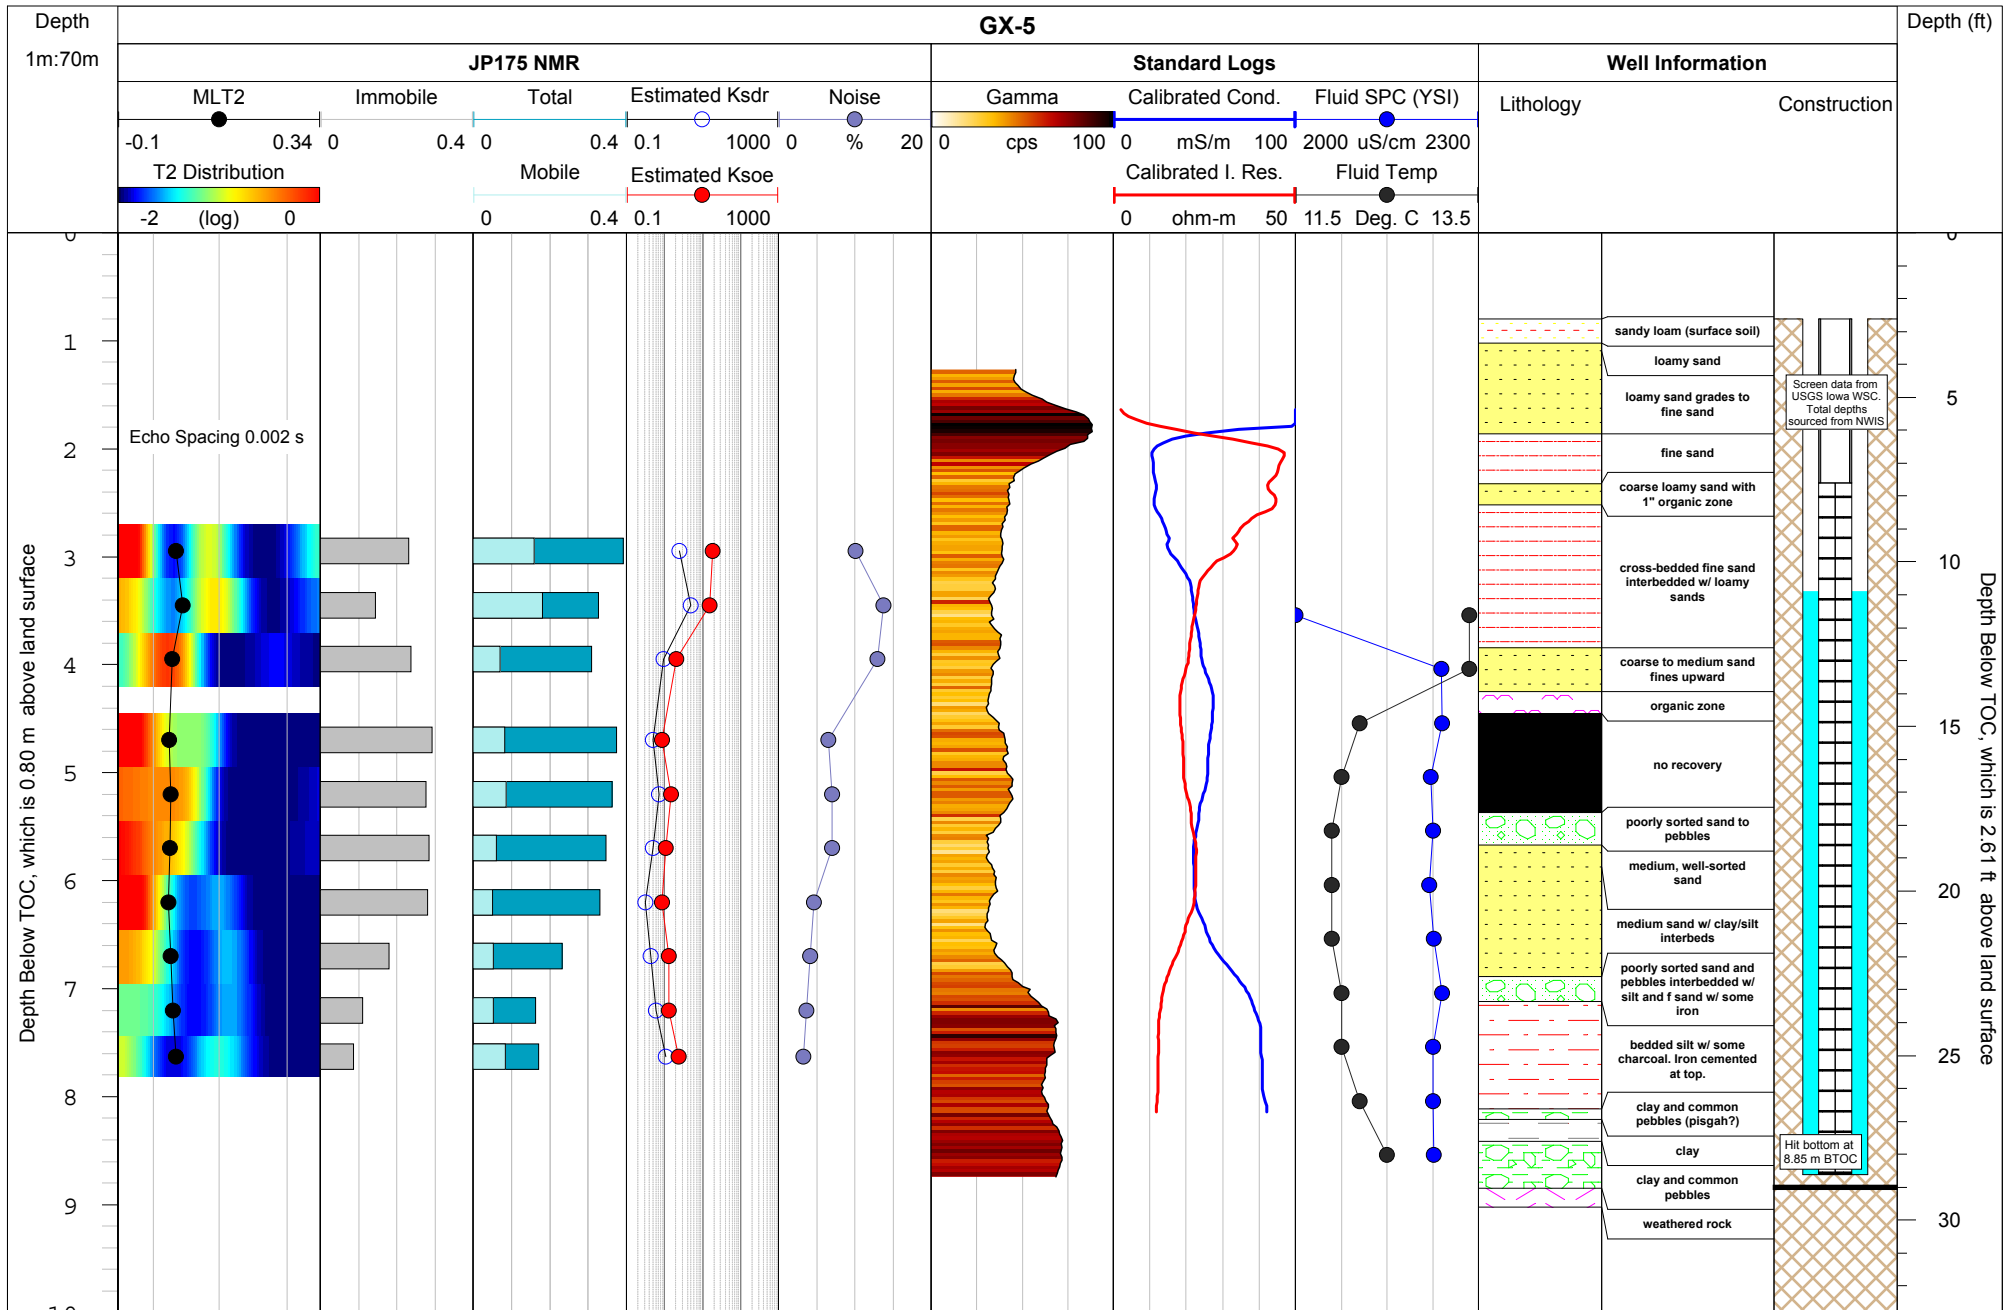 Depth
1m:70m
GX-5
Depth (ft)
JP175 NMR
Standard Logs
Well Information
MLT2
-0.1 0.34
T2 Distribution
-2 (log) 0
Immobile
0 0.4
Total
0 0.4
Mobile
0 0.4
Estimated Ksdr
0.1 1000
Estimated Ksoe
0.1 1000
Noise
0 % 20
Gamma
0 cps 100
Calibrated Cond.
0 mS/m 100
Calibrated I. Res.
0 ohm-m 50
Fluid SPC (YSI)
2000 uS/cm 2300
Fluid Temp
11.5 Deg. C 13.5
Lithology
Construction
Depth Below TOC, which is 0.80 m above land surface
0
1
2
3
4
5
6
7
8
9
10
Echo Spacing 0.002 s
sandy loam (surface soil)
loamy sand
loamy sand grades to
fine sand
fine sand
coarse loamy sand with
1" organic zone
cross-bedded fine sand
interbedded w/ loamy
sands
coarse to medium sand
fines upward
organic zone
no recovery
poorly sorted sand to
pebbles
medium, well-sorted
sand
medium sand w/ clay/silt
interbeds
poorly sorted sand and
pebbles interbedded w/
silt and f sand w/ some
iron
bedded silt w/ some
charcoal. Iron cemented
at top.
clay and common
pebbles (pisgah?)
clay
clay and common
pebbles
weathered rock
Screen data from
USGS Iowa WSC.
Total depths
sourced from NWIS
Hit bottom at
8.85 m BTOC
0
5
10
15
20
25
30
Depth Below TOC, which is 2.61 ft above land surface